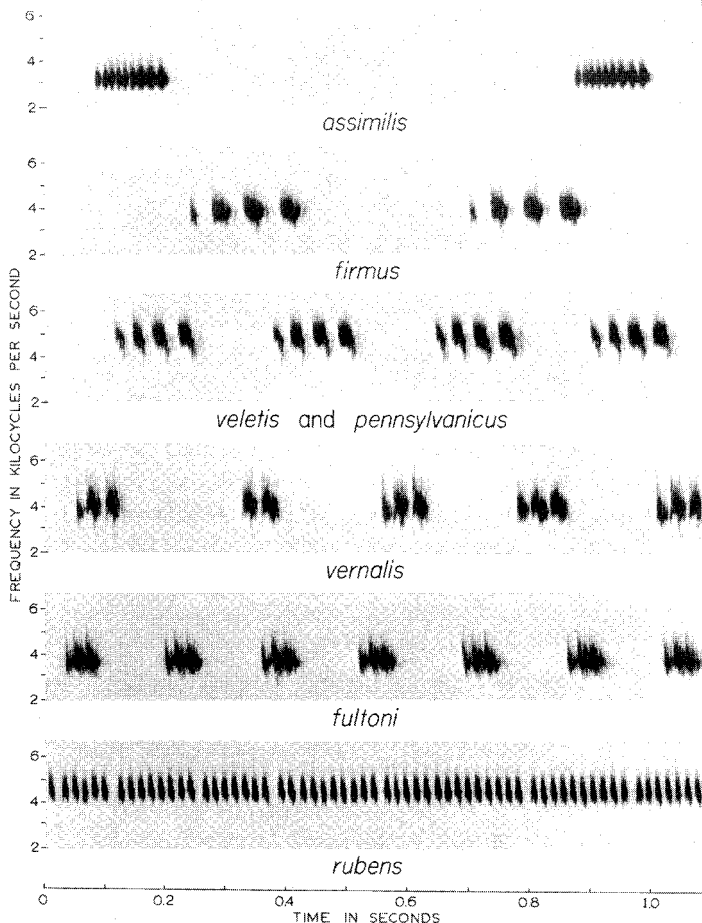 6-
4-
2-
assimilis
6-
4-
2-
firmus
6-
4-
2-
veletis and pennsylvanicus
6-
4-
2-
vernalis
6-
4-
2-
fultoni
6-
4-
2-
rubens
0 0.2 0.4 0.6 0.8 1.0
TIME IN SECONDS
FREQUENCY IN KILOCYCLES PER SECOND